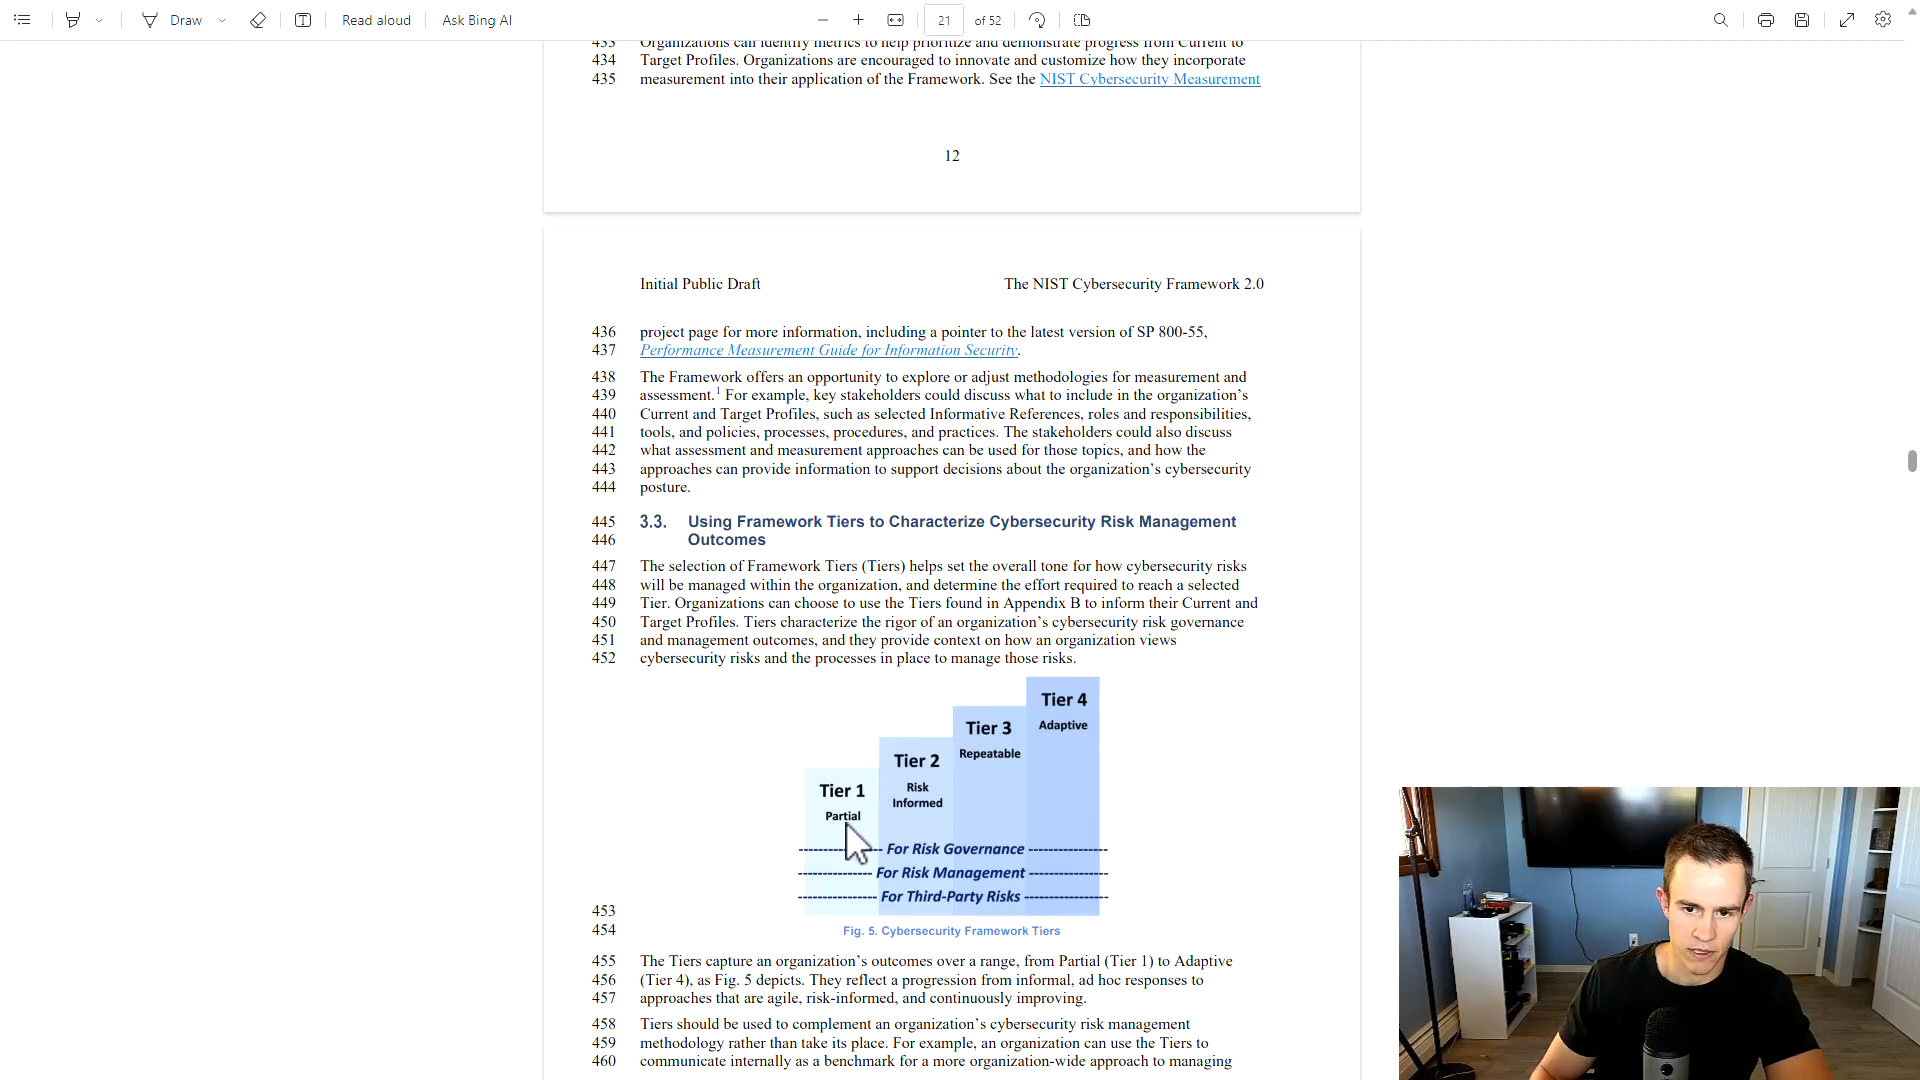 Draw
Read aloud
Ask Bing AI
21 of 52
433 Organizations can identify metrics to help prioritize and demonstrate progress from Current to
434 Target Profiles. Organizations are encouraged to innovate and customize how they incorporate
435 measurement into their application of the Framework. See the NIST Cybersecurity Measurement
12
Initial Public Draft The NIST Cybersecurity Framework 2.0
436 project page for more information, including a pointer to the latest version of SP 800-55,
437 Performance Measurement Guide for Information Security.
438 The Framework offers an opportunity to explore or adjust methodologies for measurement and
439 assessment.1 For example, key stakeholders could discuss what to include in the organization's
440 Current and Target Profiles, such as selected Informative References, roles and responsibilities,
441 tools, and policies, processes, procedures, and practices. The stakeholders could also discuss
442 what assessment and measurement approaches can be used for those topics, and how the
443 approaches can provide information to support decisions about the organization's cybersecurity
444 posture.
445 3.3. Using Framework Tiers to Characterize Cybersecurity Risk Management
446 Outcomes
447 The selection of Framework Tiers (Tiers) helps set the overall tone for how cybersecurity risks
448 will be managed within the organization, and determine the effort required to reach a selected
449 Tier. Organizations can choose to use the Tiers found in Appendix B to inform their Current and
450 Target Profiles. Tiers characterize the rigor of an organization's cybersecurity risk governance
451 and management outcomes, and they provide context on how an organization views
452 cybersecurity risks and the processes in place to manage those risks.
Tier 1
Partial
Tier 2
Risk
Informed
Tier 3
Repeatable
Tier 4
Adaptive
For Risk Governance
For Risk Management
For Third-Party Risks
453
454 Fig. 5. Cybersecurity Framework Tiers
455 The Tiers capture an organization's outcomes over a range, from Partial (Tier 1) to Adaptive
456 (Tier 4), as Fig. 5 depicts. They reflect a progression from informal, ad hoc responses to
457 approaches that are agile, risk-informed, and continuously improving.
458 Tiers should be used to complement an organization's cybersecurity risk management
459 methodology rather than take its place. For example, an organization can use the Tiers to
460 communicate internally as a benchmark for a more organization-wide approach to managing